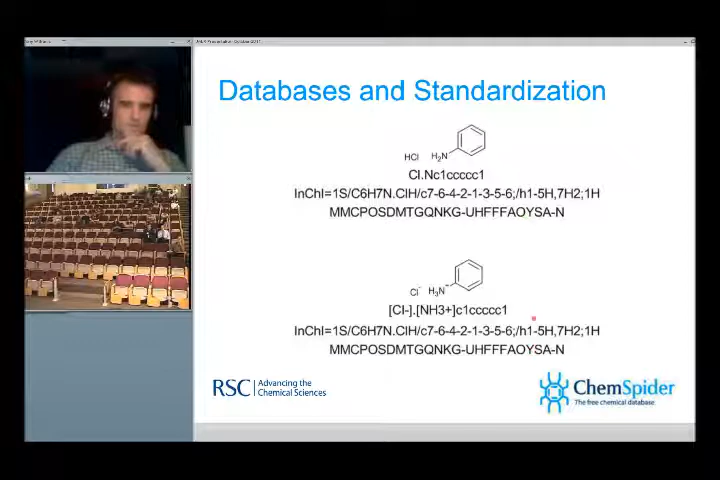 Databases and Standardization
HCl H₂N
Cl.Nc1ccccc1
InChI=1S/C6H7N.ClH/c7-6-4-2-1-3-5-6;/h1-5H,7H2;1H
MMCPOSDMTGQNKG-UHFFFAOYSA-N
Cl⁻ H₃N
[Cl-].[NH3+]c1ccccc1
InChI=1S/C6H7N.ClH/c7-6-4-2-1-3-5-6;/h1-5H,7H2;1H
MMCPOSDMTGQNKG-UHFFFAOYSA-N
RSC Advancing the
Chemical Sciences
ChemSpider
The free chemical database